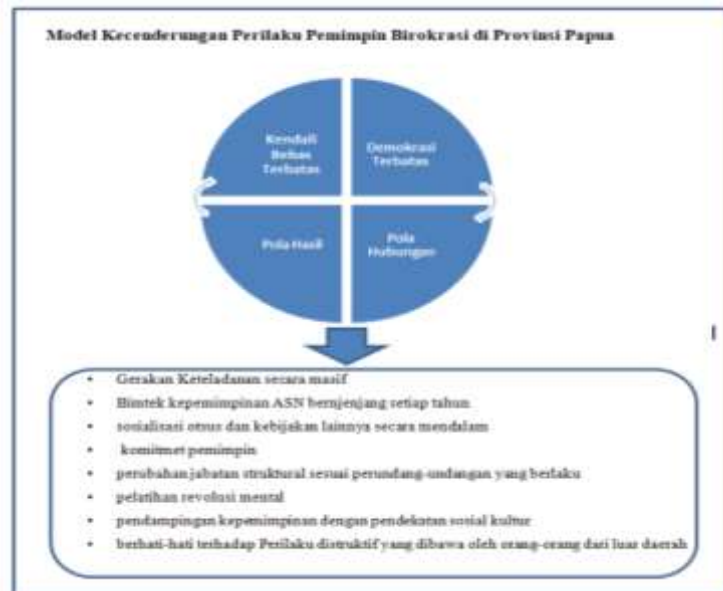 Model Kecenderungan Perilaku Pemimpin Birokrasi di Provinsi Papua
Kendali
Bebas
Terbatas
Demokrasi
Terbatas
Pola Hasil
Pola
Hubungan
• Gerakan Keteladanan secara masif
• Bimtek kepemimpinan ASN bernjenjang setiap tahun
• sosialisasi otsus dan kebijakan lainnya secara mendalam
• komitmet pemimpin
• perubahan jabatan struktural sesuai perundang-undangan yang berlaku
• pelatihan revolusi mental
• pendampingan kepemimpinan dengan pendekatan sosial kultur
• berhati-hati terhadap Perilaku distruktif yang dibawa oleh orang-orang dari luar daerah